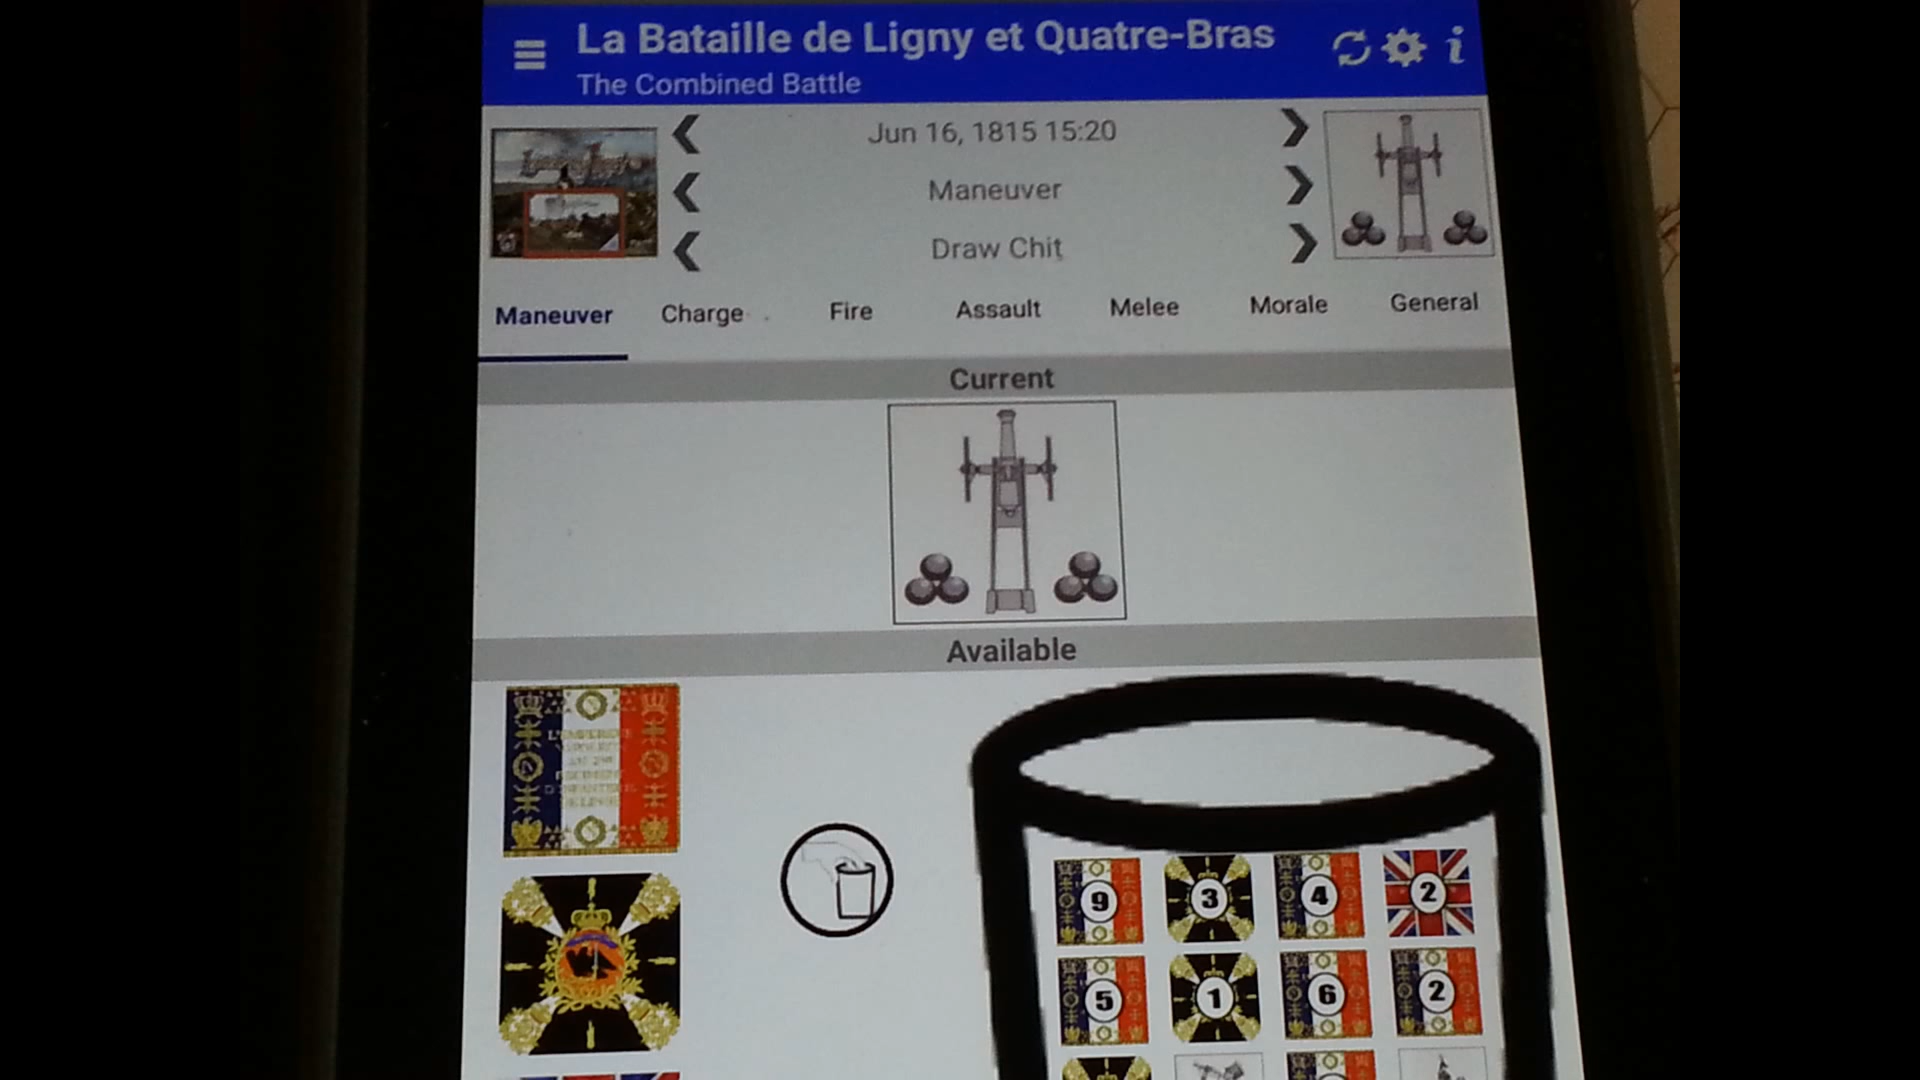 La Bataille de Ligny et Quatre-Bras
The Combined Battle
Jun 16, 1815 15:20
Maneuver
Draw Chit
Maneuver Charge Fire Assault Melee Morale General
Current
Available
9 3 4 2
5 1 6 2